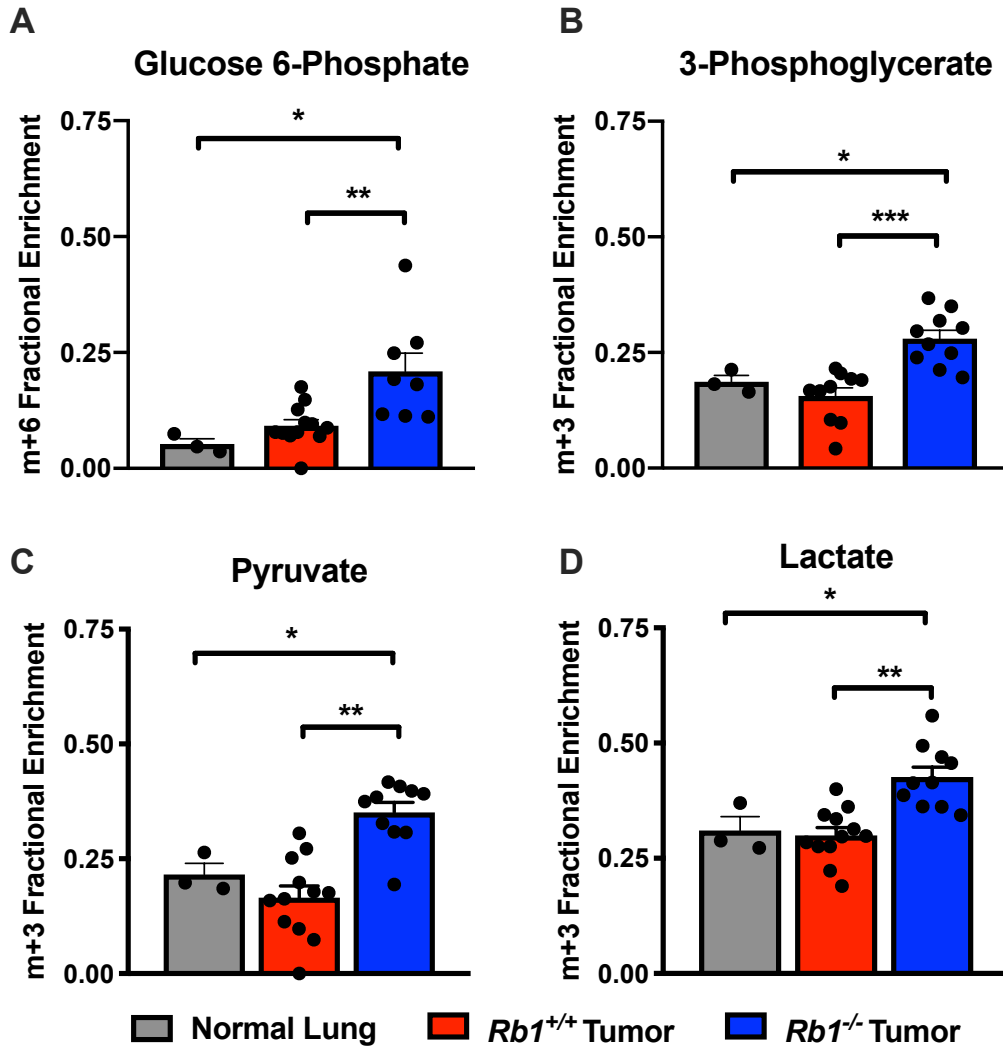 A
Glucose 6-Phosphate
m+6 Fractional Enrichment
0.75
0.50
0.25
0.00
*
**
B
3-Phosphoglycerate
m+3 Fractional Enrichment
0.75
0.50
0.25
0.00
*
***
C
Pyruvate
m+3 Fractional Enrichment
0.75
0.50
0.25
0.00
*
**
D
Lactate
m+3 Fractional Enrichment
0.75
0.50
0.25
0.00
*
**
Normal Lung
Rb1+/+ Tumor
Rb1-/- Tumor